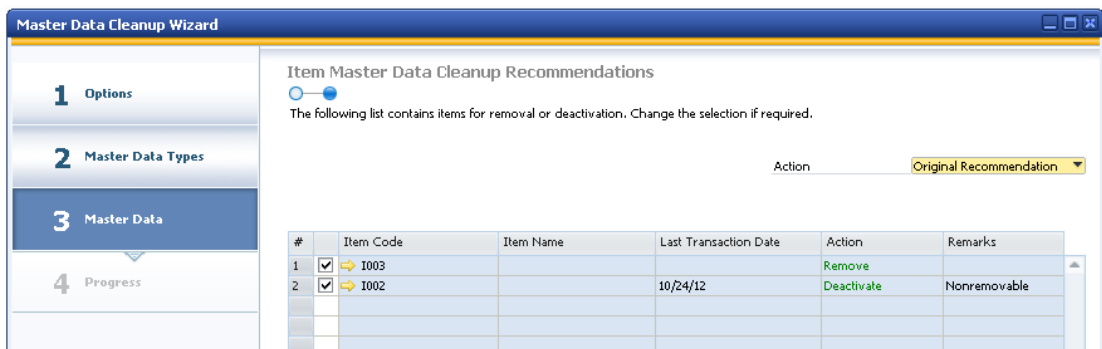 Master Data Cleanup Wizard
1 Options
2 Master Data Types
3 Master Data
4 Progress
Item Master Data Cleanup Recommendations
The following list contains items for removal or deactivation. Change the selection if required.
Action Original Recommendation
# Item Code Item Name Last Transaction Date Action Remarks
1 I003 Remove
2 I002 10/24/12 Deactivate Nonremovable